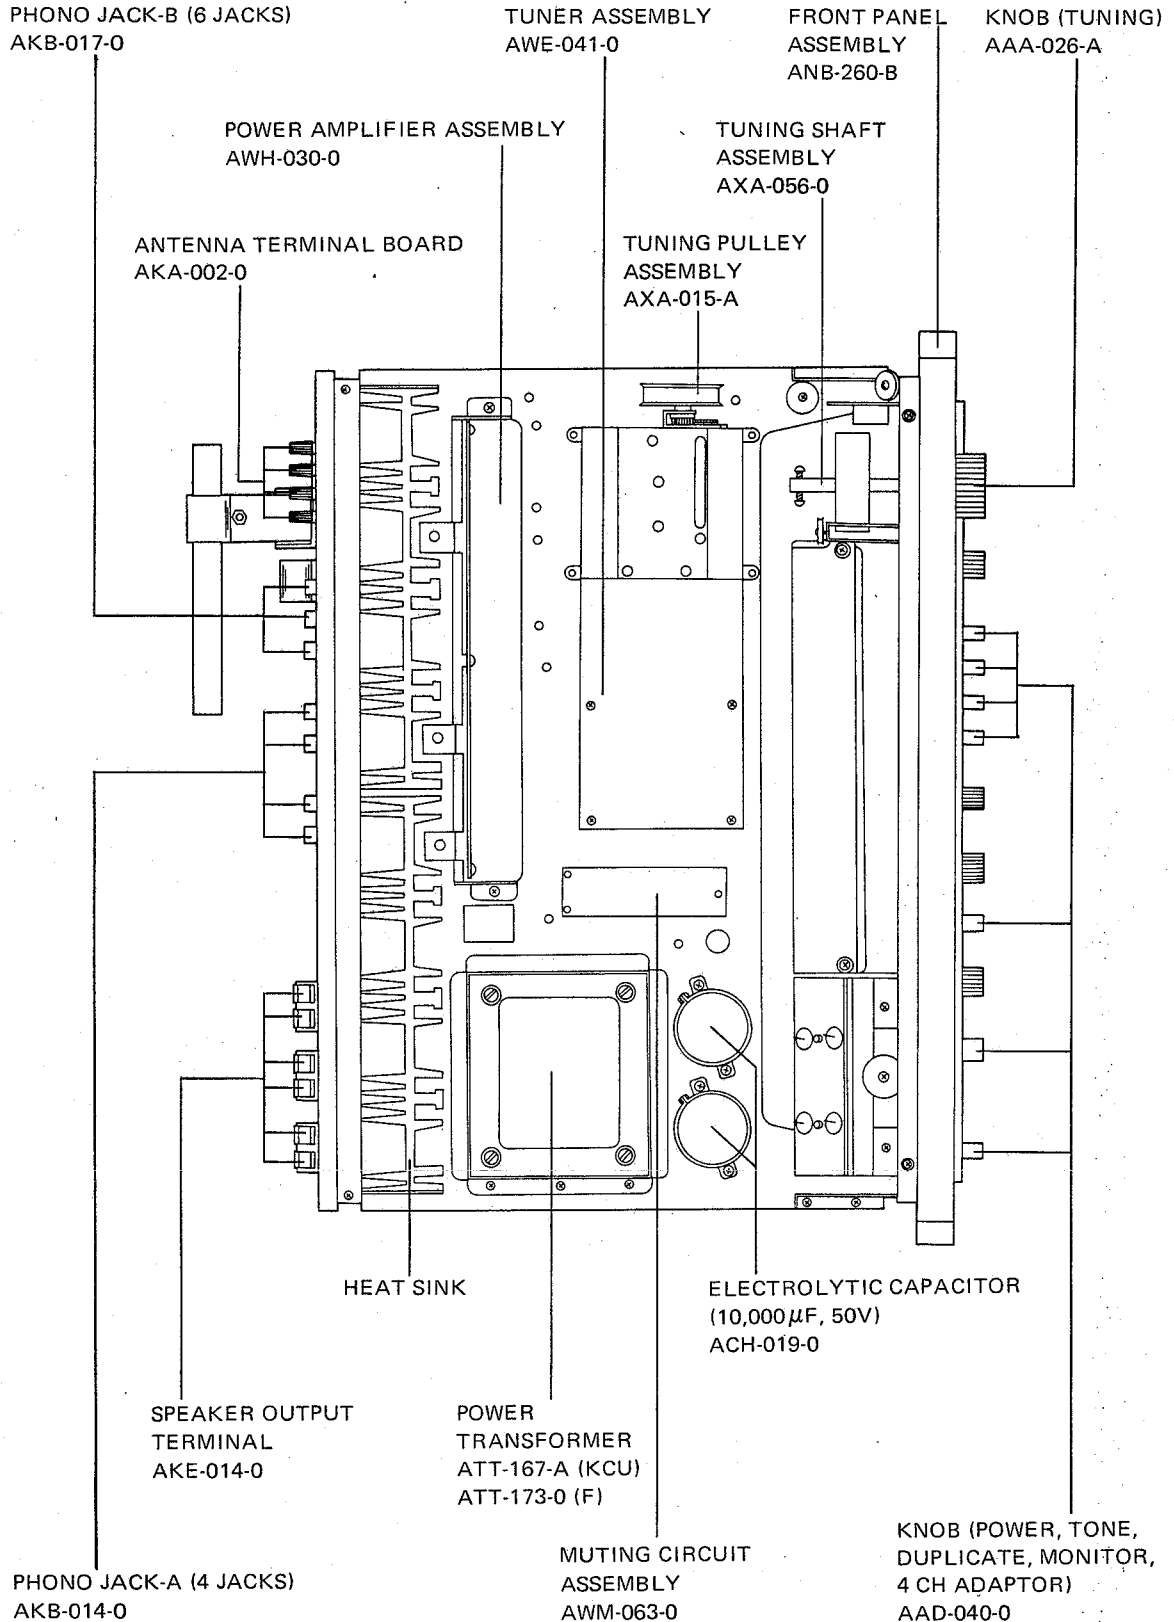 PHONO JACK-B (6 JACKS)
AKB-017-0
TUNER ASSEMBLY
AWE-041-0
FRONT PANEL
ASSEMBLY
ANB-260-B
KNOB (TUNING)
AAA-026-A
POWER AMPLIFIER ASSEMBLY
AWH-030-0
TUNING SHAFT
ASSEMBLY
AXA-056-0
ANTENNA TERMINAL BOARD
AKA-002-0
TUNING PULLEY
ASSEMBLY
AXA-015-A
HEAT SINK
ELECTROLYTIC CAPACITOR
(10,000µF, 50V)
ACH-019-0
SPEAKER OUTPUT
TERMINAL
AKE-014-0
POWER
TRANSFORMER
ATT-167-A (KCU)
ATT-173-0 (F)
PHONO JACK-A (4 JACKS)
AKB-014-0
MUTING CIRCUIT
ASSEMBLY
AWM-063-0
KNOB (POWER, TONE,
DUPLICATE, MONITOR,
4 CH ADAPTOR)
AAD-040-0